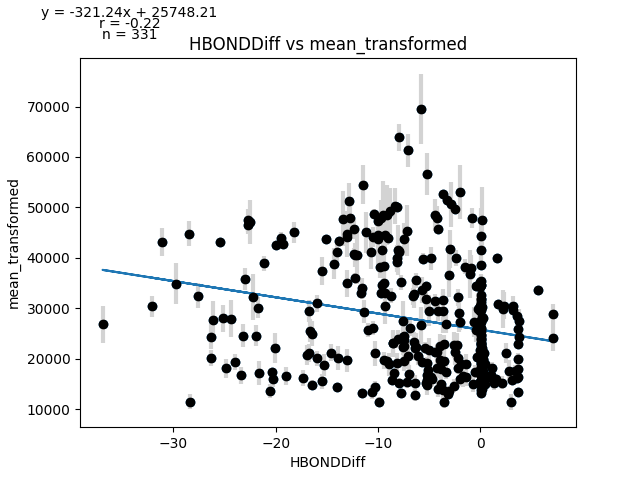 y = -321.24x + 25748.21
r = -0.22
n = 331
HBONDDiff vs mean_transformed
70000
60000
50000
40000
30000
20000
10000
mean_transformed
−30
−20
−10
0
HBONDDiff